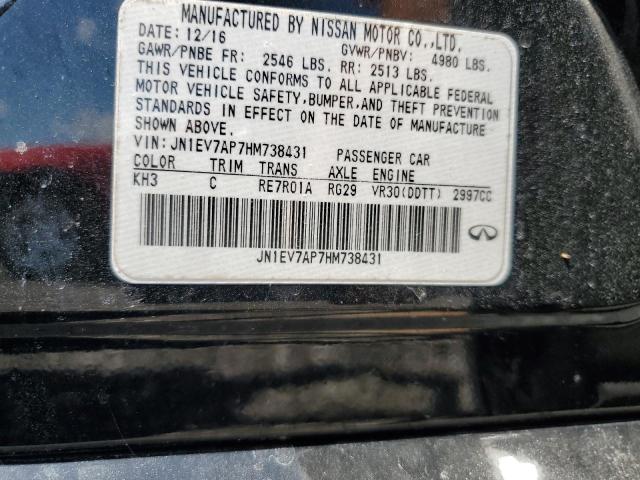 MANUFACTURED BY NISSAN MOTOR CO.,LTD.
DATE: 12/16 GVWR/PNBV: 4980 LBS.
GAWR/PNBE FR: 2546 LBS. RR: 2513 LBS.
THIS VEHICLE CONFORMS TO ALL APPLICABLE FEDERAL
MOTOR VEHICLE SAFETY,BUMPER,AND THEFT PREVENTION
STANDARDS IN EFFECT ON THE DATE OF MANUFACTURE
SHOWN ABOVE.
VIN: JN1EV7AP7HM738431 PASSENGER CAR
COLOR TRIM TRANS AXLE ENGINE
KH3 C RE7R01A RG29 VR30(DDTT) 2997CC
JN1EV7AP7HM738431